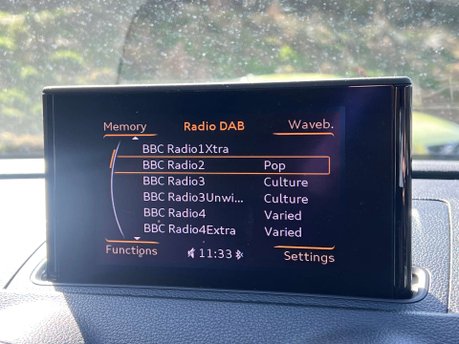 Memory Radio DAB Waveb.
BBC Radio1Xtra
BBC Radio2 Pop
BBC Radio3 Culture
BBC Radio3Unwi... Culture
BBC Radio4 Varied
BBC Radio4Extra Varied
Functions 11:33 Settings